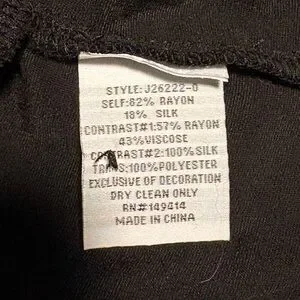 STYLE: J26222-0
SELF:82% RAYON
18% SILK
CONTRAST#1:57% RAYON
43%VISCOSE
CONTRAST#2:100%SILK
TRANS:100%POLYESTER
EXCLUSIVE OF DECORATION
DRY CLEAN ONLY
RN#149414
MADE IN CHINA